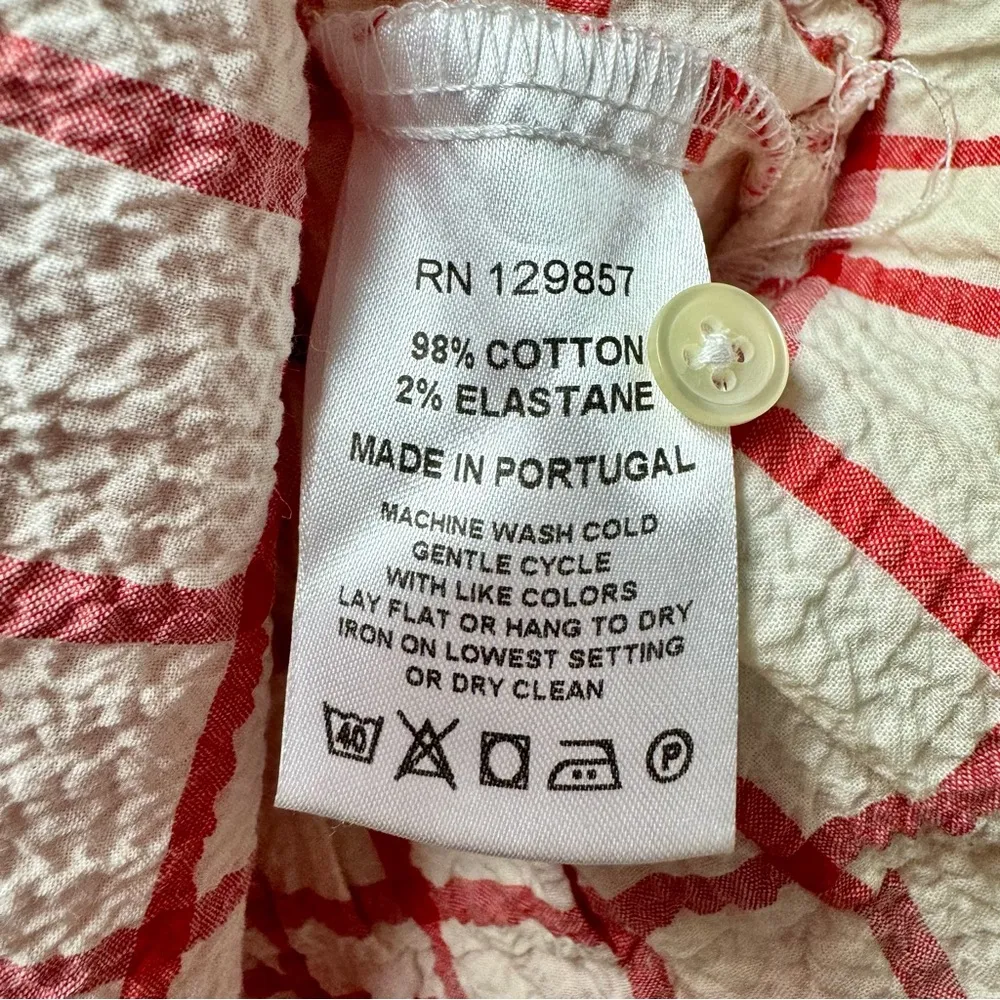 RN 129857
98% COTTON
2% ELASTANE
MADE IN PORTUGAL
MACHINE WASH COLD
GENTLE CYCLE
WITH LIKE COLORS
LAY FLAT OR HANG TO DRY
IRON ON LOWEST SETTING
OR DRY CLEAN
40 P